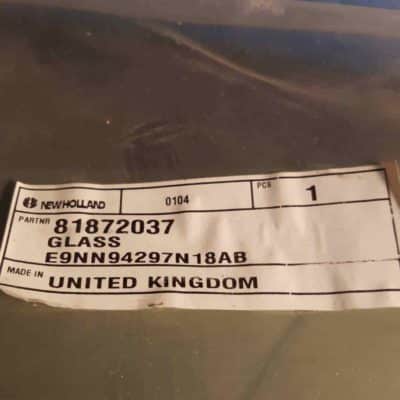 NEW HOLLAND 0104 PCS 1
PARTNR 81872037
GLASS
E9NN94297N18AB
MADE IN UNITED KINGDOM